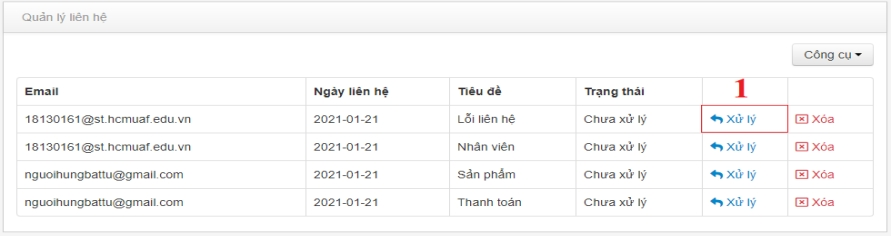 Quản lý liên hệ
Công cụ
Email Ngày liên hệ Tiêu đề Trạng thái 1
18130161@st.hcmuaf.edu.vn 2021-01-21 Lỗi liên hệ Chưa xử lý Xử lý Xóa
18130161@st.hcmuaf.edu.vn 2021-01-21 Nhân viên Chưa xử lý Xử lý Xóa
nguoihungbattu@gmail.com 2021-01-21 Sản phẩm Chưa xử lý Xử lý Xóa
nguoihungbattu@gmail.com 2021-01-21 Thanh toán Chưa xử lý Xử lý Xóa